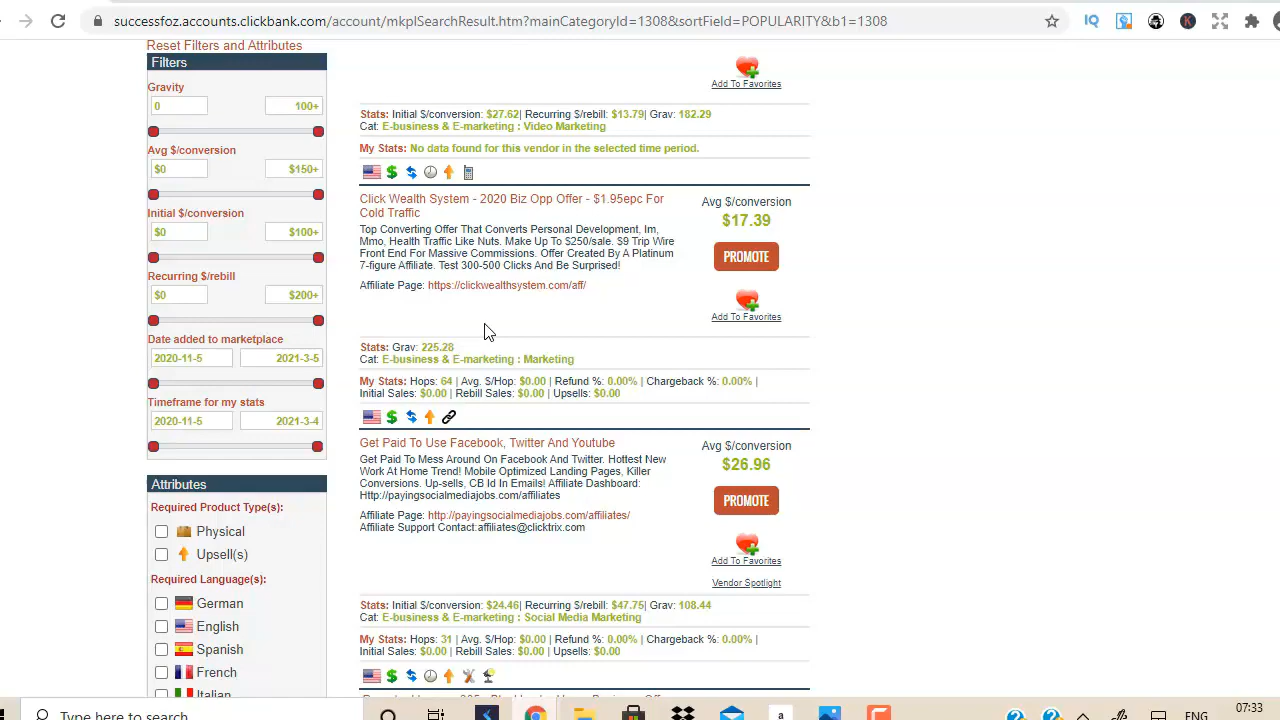 successfoz.accounts.clickbank.com/account/mkplSearchResult.htm?mainCategoryId=1308&sortField=POPULARITY&b1=1308
Reset Filters and Attributes
Filters
Gravity
0 100+
Avg $/conversion
$0 $150+
Initial $/conversion
$0 $100+
Recurring $/rebill
$0 $200+
Date added to marketplace
2020-11-5 2021-3-5
Timeframe for my stats
2020-11-5 2021-3-4
Attributes
Required Product Type(s):
Physical
Upsell(s)
Required Language(s):
German
English
Spanish
French
Italian
Add To Favorites
Stats: Initial $/conversion: $27.62| Recurring $/rebill: $13.79| Grav: 182.29
Cat: E-business & E-marketing : Video Marketing
My Stats: No data found for this vendor in the selected time period.
Click Wealth System - 2020 Biz Opp Offer - $1.95epc For
Cold Traffic
Top Converting Offer That Converts Personal Development, Im,
Mmo, Health Traffic Like Nuts. Make Up To $250/sale. $9 Trip Wire
Front End For Massive Commissions. Offer Created By A Platinum
7-figure Affiliate. Test 300-500 Clicks And Be Surprised!
Affiliate Page: https://clickwealthsystem.com/aff/
Avg $/conversion
$17.39
PROMOTE
Add To Favorites
Stats: Grav: 225.28
Cat: E-business & E-marketing : Marketing
My Stats: Hops: 64 | Avg. $/Hop: $0.00 | Refund %: 0.00% | Chargeback %: 0.00% |
Initial Sales: $0.00 | Rebill Sales: $0.00 | Upsells: $0.00
Get Paid To Use Facebook, Twitter And Youtube
Get Paid To Mess Around On Facebook And Twitter. Hottest New
Work At Home Trend! Mobile Optimized Landing Pages, Killer
Conversions. Up-sells, CB Id In Emails! Affiliate Dashboard:
Http://payingsocialmediajobs.com/affiliates
Affiliate Page: http://payingsocialmediajobs.com/affiliates/
Affiliate Support Contact:affiliates@clicktrix.com
Avg $/conversion
$26.96
PROMOTE
Add To Favorites
Vendor Spotlight
Stats: Initial $/conversion: $24.46| Recurring $/rebill: $47.75| Grav: 108.44
Cat: E-business & E-marketing : Social Media Marketing
My Stats: Hops: 31 | Avg. $/Hop: $0.00 | Refund %: 0.00% | Chargeback %: 0.00% |
Initial Sales: $0.00 | Rebill Sales: $0.00 | Upsells: $0.00
Type here to search
ENG
07:33